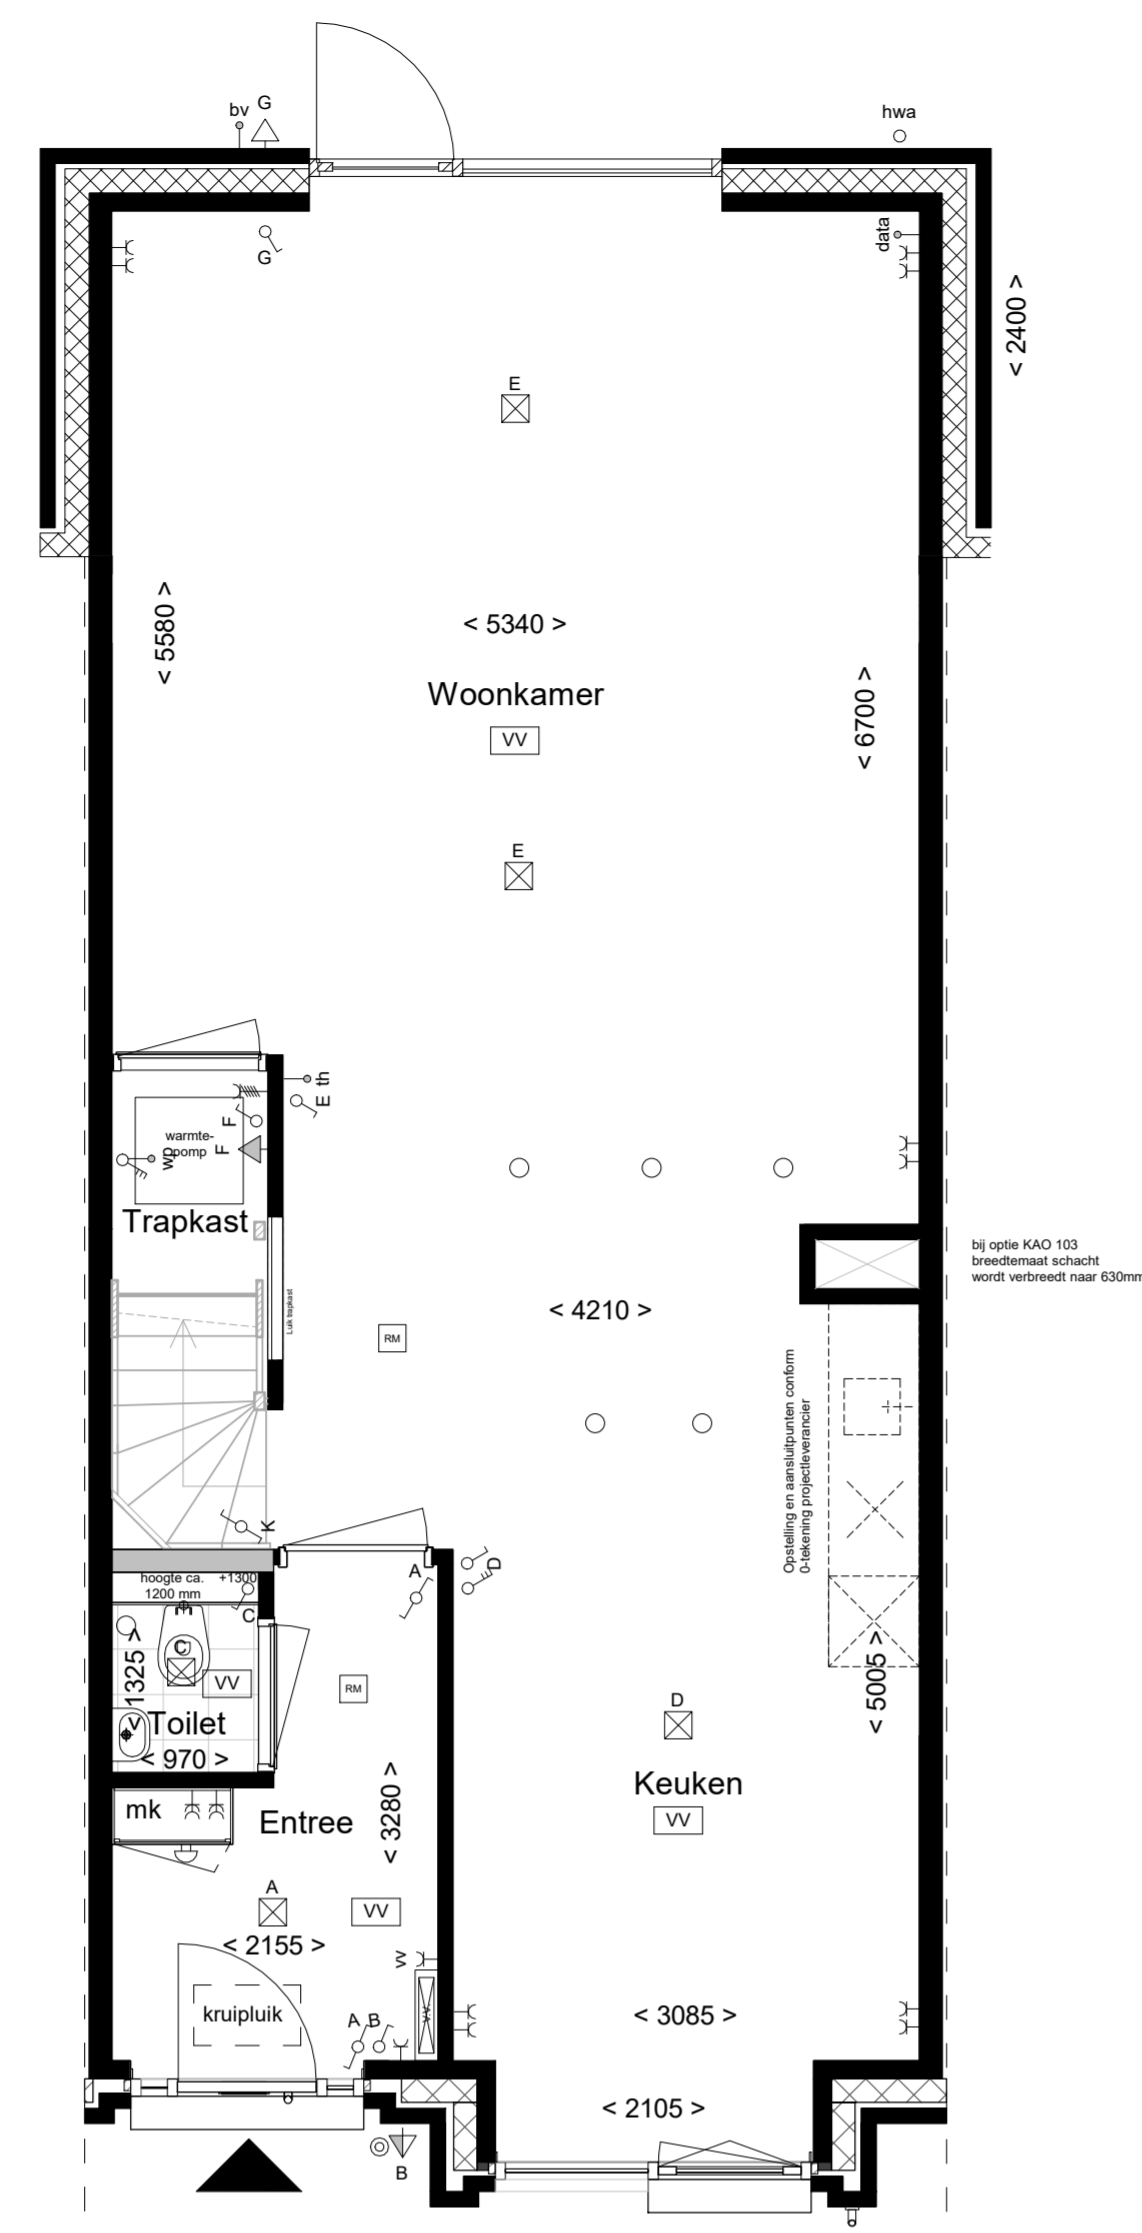 bv
G
hwa
G
data
< 2400 >
E
< 5580 >
< 5340 >
Woonkamer
VV
< 6700 >
E
th
E
F
F
warmte-
pomp
wp
Trapkast
bij optie KAO 103
breedtemaat schacht
wordt verbreedt naar 630mm
Luik trapkast
< 4210 >
RM
Opstelling en aansluitpunten conform
0-tekening projectleverancier
K
hoogte ca.
1200 mm
+1300
C
A
D
C
VV
< 1325 >
Toilet
< 970 >
RM
< 5005 >
D
Keuken
VV
mk
Entree
< 3280 >
A
VV
< 2155 >
vv
v.v.
kruipluik
A B
< 3085 >
< 2105 >
B